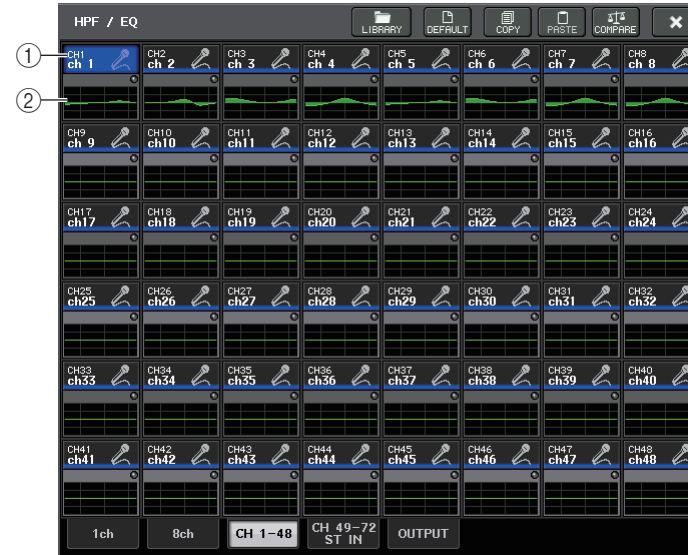 HPF / EQ LIBRARY DEFAULT COPY PASTE COMPARE ×
① CH1 CH2 CH3 CH4 CH5 CH6 CH7 CH8
ch 1 ch 2 ch 3 ch 4 ch 5 ch 6 ch 7 ch 8
②
CH9 CH10 CH11 CH12 CH13 CH14 CH15 CH16
ch 9 ch10 ch11 ch12 ch13 ch14 ch15 ch16
CH17 CH18 CH19 CH20 CH21 CH22 CH23 CH24
ch17 ch18 ch19 ch20 ch21 ch22 ch23 ch24
CH25 CH26 CH27 CH28 CH29 CH30 CH31 CH32
ch25 ch26 ch27 ch28 ch29 ch30 ch31 ch32
CH33 CH34 CH35 CH36 CH37 CH38 CH39 CH40
ch33 ch34 ch35 ch36 ch37 ch38 ch39 ch40
CH41 CH42 CH43 CH44 CH45 CH46 CH47 CH48
ch41 ch42 ch43 ch44 ch45 ch46 ch47 ch48
1ch 8ch CH 1-48 CH 49-72 OUTPUT
ST IN